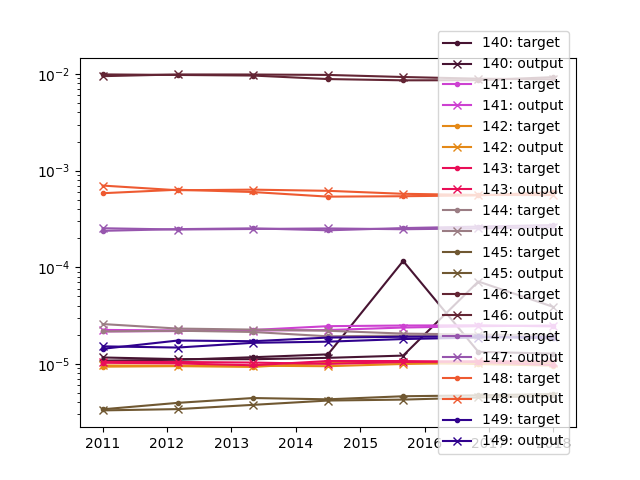 10⁻²
10⁻³
10⁻⁴
10⁻⁵
2011
2012
2013
2014
2015
2016
2017
2018
140: target
140: output
141: target
141: output
142: target
142: output
143: target
143: output
144: target
144: output
145: target
145: output
146: target
146: output
147: target
147: output
148: target
148: output
149: target
149: output